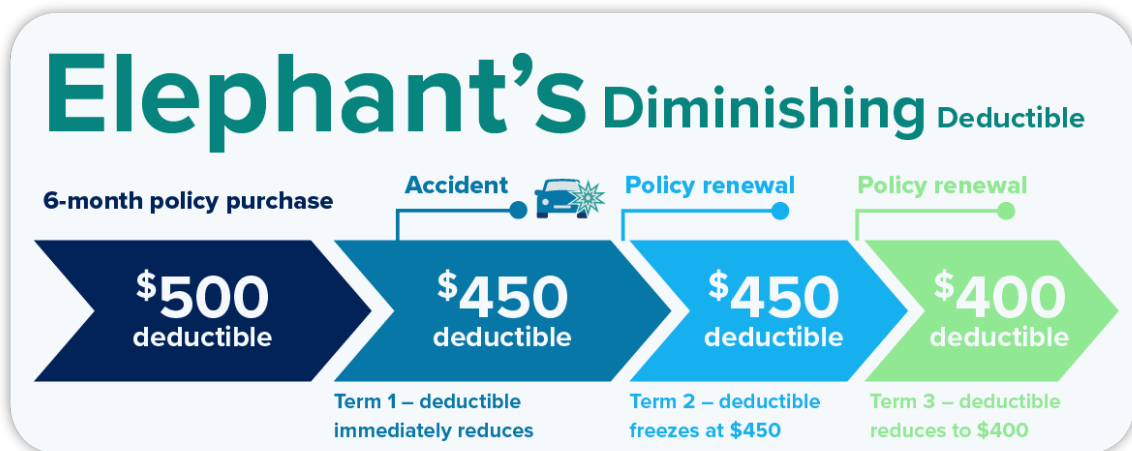 Elephant's Diminishing Deductible
6-month policy purchase
Accident
Policy renewal
Policy renewal
$500
deductible
$450
deductible
$450
deductible
$400
deductible
Term 1 – deductible
immediately reduces
Term 2 – deductible
freezes at $450
Term 3 – deductible
reduces to $400